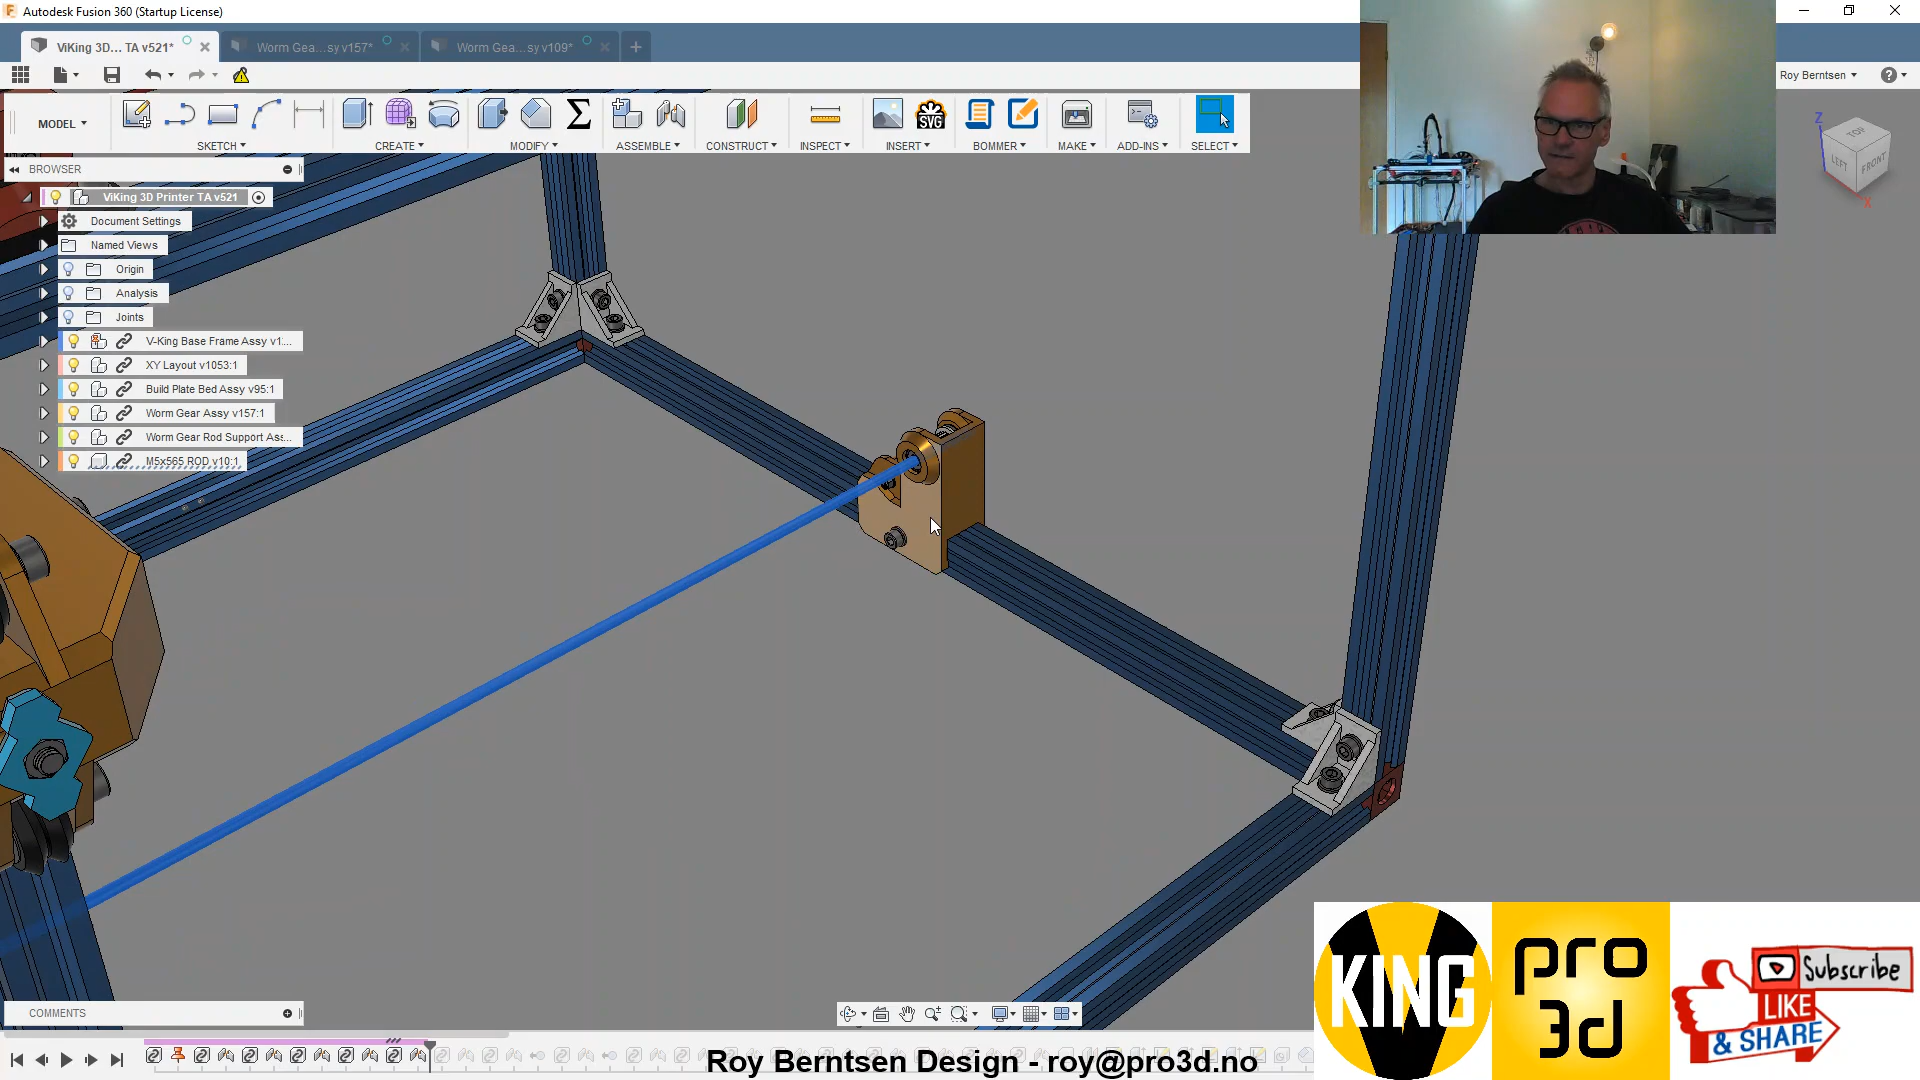 Autodesk Fusion 360 (Startup License)
ViKing 3D... TA v521*
Worm Gea...sy v157*
Worm Gea...sy v109*
Roy Berntsen
MODEL
SKETCH
CREATE
MODIFY
ASSEMBLE
CONSTRUCT
INSPECT
SVG
INSERT
BOMMER
MAKE
ADD-INS
SELECT
Z
TOP
LEFT
FRONT
X
BROWSER
ViKing 3D Printer TA v521
Document Settings
Named Views
Origin
Analysis
Joints
V-King Base Frame Assy v1...
XY Layout v1053:1
Build Plate Bed Assy v95:1
Worm Gear Assy v157:1
Worm Gear Rod Support Ass...
M5x565 ROD v10:1
COMMENTS
KING
pro
3d
Subscribe
LIKE
& SHARE
Roy Berntsen Design - roy@pro3d.no